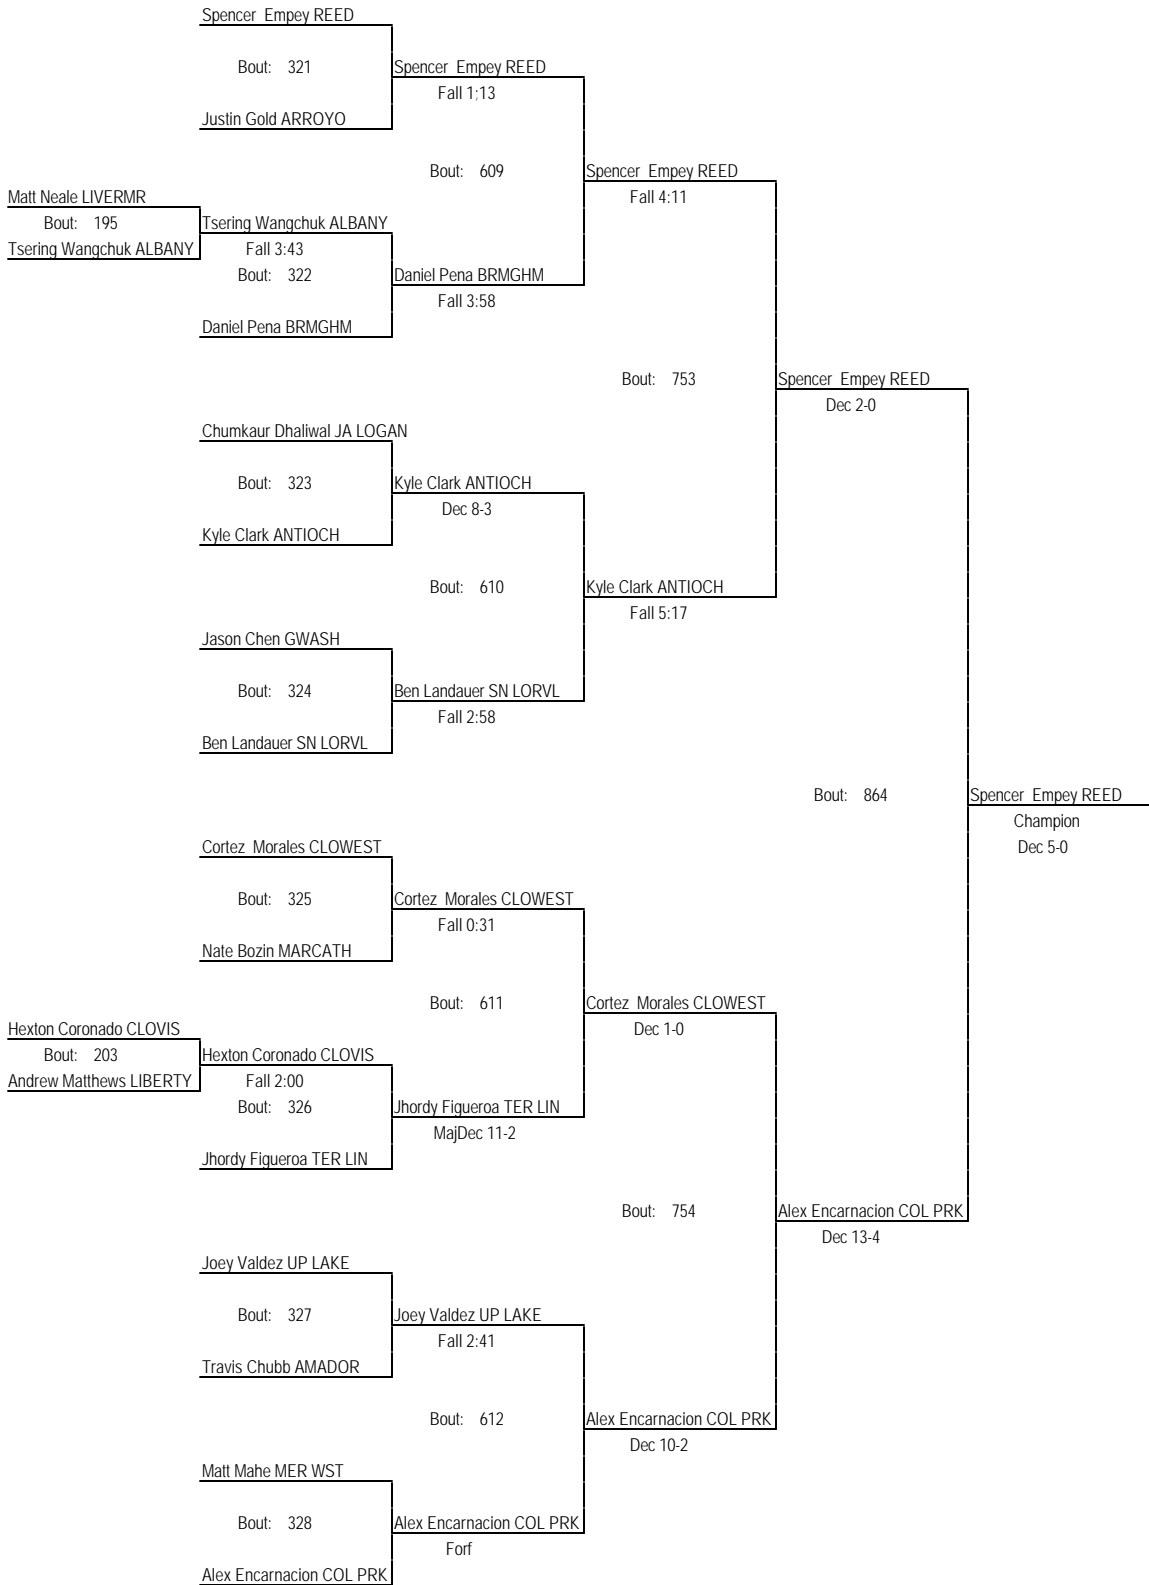 Spencer  Empey REED
Bout: 321
Spencer  Empey REED
Fall 1;13
Justin Gold ARROYO
Bout: 609
Spencer  Empey REED
Fall 4:11
Matt Neale LIVERMR
Bout: 195
Tsering Wangchuk ALBANY
Tsering Wangchuk ALBANY
Fall 3:43
Bout: 322
Daniel Pena BRMGHM
Fall 3:58
Daniel Pena BRMGHM
Bout: 753
Spencer  Empey REED
Dec 2-0
Chumkaur Dhaliwal JA LOGAN
Bout: 323
Kyle Clark ANTIOCH
Dec 8-3
Kyle Clark ANTIOCH
Bout: 610
Kyle Clark ANTIOCH
Fall 5:17
Jason Chen GWASH
Bout: 324
Ben Landauer SN LORVL
Fall 2:58
Ben Landauer SN LORVL
Bout: 864
Spencer  Empey REED
Champion
Dec 5-0
Cortez  Morales CLOWEST
Bout: 325
Cortez  Morales CLOWEST
Fall 0:31
Nate Bozin MARCATH
Bout: 611
Cortez  Morales CLOWEST
Dec 1-0
Hexton Coronado CLOVIS
Bout: 203
Hexton Coronado CLOVIS
Andrew Matthews LIBERTY
Fall 2:00
Bout: 326
Jhordy Figueroa TER LIN
MajDec 11-2
Jhordy Figueroa TER LIN
Bout: 754
Alex Encarnacion COL PRK
Dec 13-4
Joey Valdez UP LAKE
Bout: 327
Joey Valdez UP LAKE
Fall 2:41
Travis Chubb AMADOR
Bout: 612
Alex Encarnacion COL PRK
Dec 10-2
Matt Mahe MER WST
Bout: 328
Alex Encarnacion COL PRK
Forf
Alex Encarnacion COL PRK